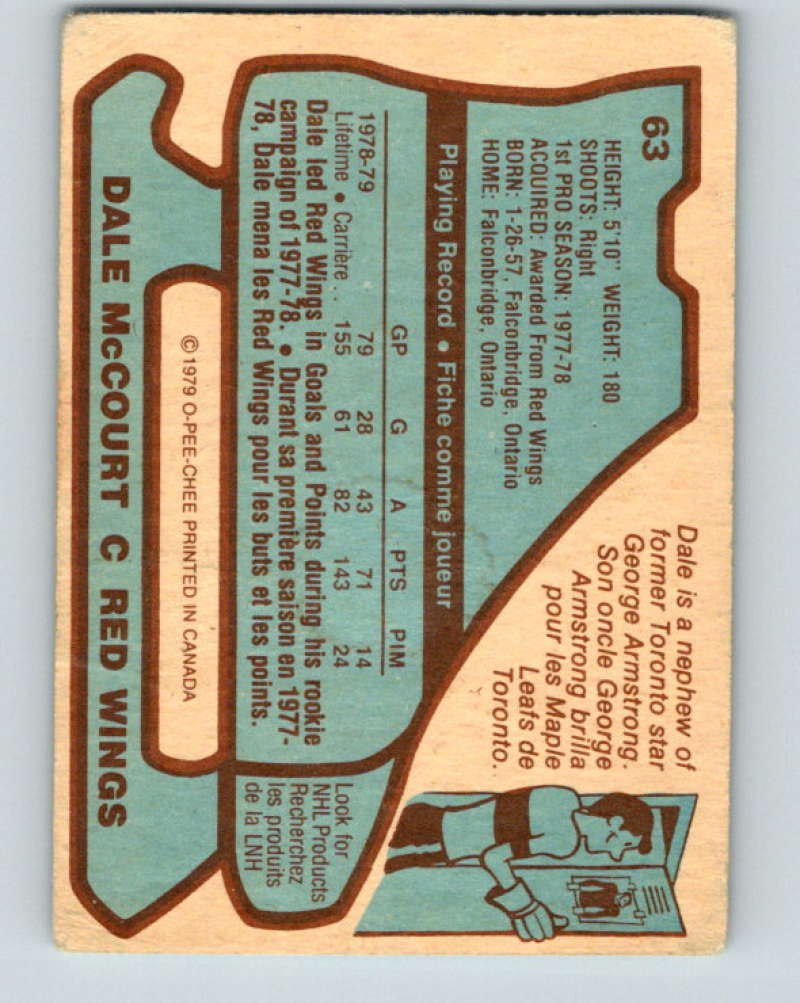 63
HEIGHT: 5'10" WEIGHT: 180
SHOOTS: Right
1st PRO SEASON: 1977-78
ACQUIRED: Awarded From Red Wings
BORN: 1-26-57, Falconbridge, Ontario
HOME: Falconbridge, Ontario
Dale is a nephew of
former Toronto star
George Armstrong.
Son oncle George
Armstrong brilla
pour les Maple
Leafs de
Toronto.
Playing Record • Fiche comme joueur
GP G A PTS PIM
1978-79 79 28 43 71 14
Lifetime • Carrière . . 155 61 82 143 24
Dale led Red Wings in Goals and Points during his rookie
campaign of 1977-78. • Durant sa première saison en 1977-
78, Dale mena les Red Wings pour les buts et les points.
Look for
NHL Products
Recherchez
les produits
de la LNH
© 1979 O-PEE-CHEE PRINTED IN CANADA
DALE McCOURT C RED WINGS